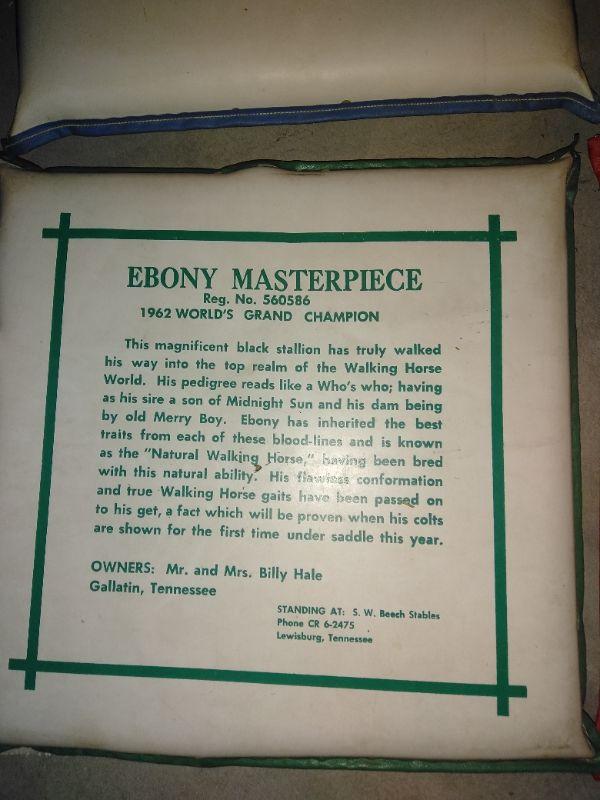 EBONY MASTERPIECE
Reg. No. 560586
1962 WORLD'S GRAND CHAMPION
This magnificent black stallion has truly walked
his way into the top realm of the Walking Horse
World. His pedigree reads like a Who's who; having
as his sire a son of Midnight Sun and his dam being
by old Merry Boy. Ebony has inherited the best
traits from each of these blood-lines and is known
as the "Natural Walking Horse," having been bred
with this natural ability. His flawless conformation
and true Walking Horse gaits have been passed on
to his get, a fact which will be proven when his colts
are shown for the first time under saddle this year.
OWNERS: Mr. and Mrs. Billy Hale
Gallatin, Tennessee
STANDING AT: S. W. Beech Stables
Phone CR 6-2475
Lewisburg, Tennessee